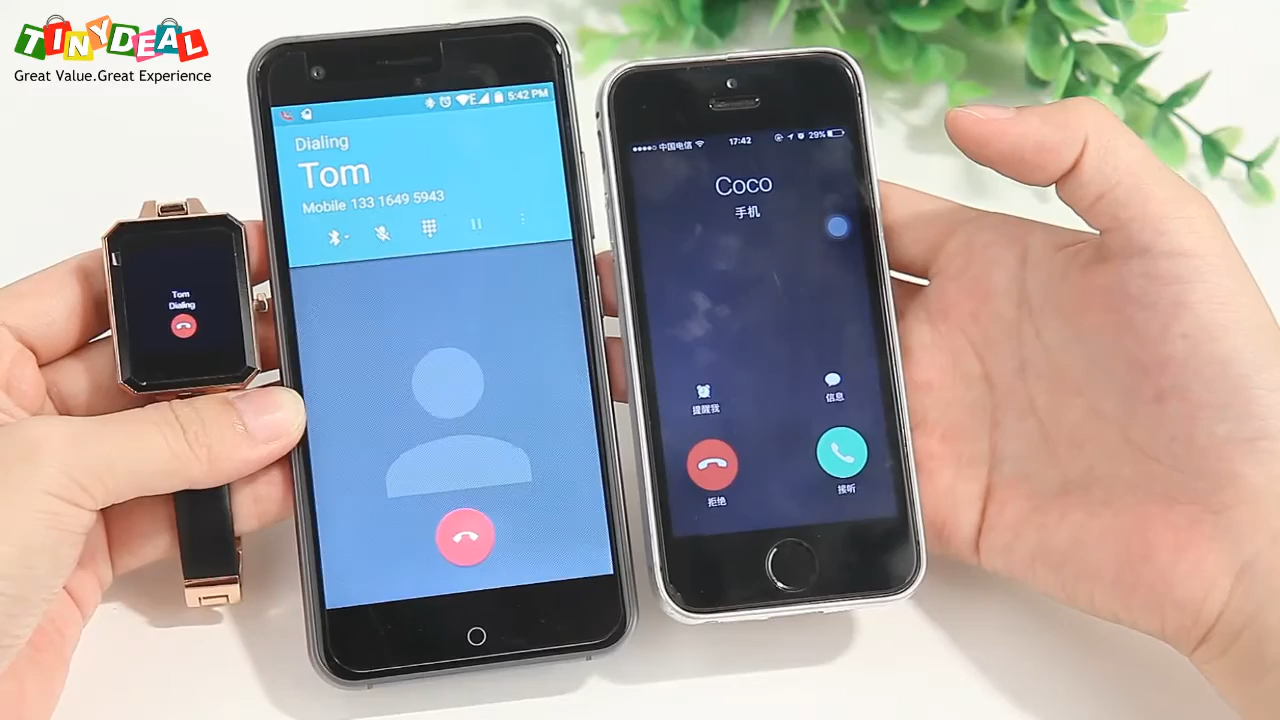 TINYDEAL
Great Value.Great Experience
5:42 PM
Dialing
Tom
Mobile 133 1649 5943
Tom
Dialing
中国电信
17:42
29%
Coco
手机
提醒我
信息
拒绝
接听